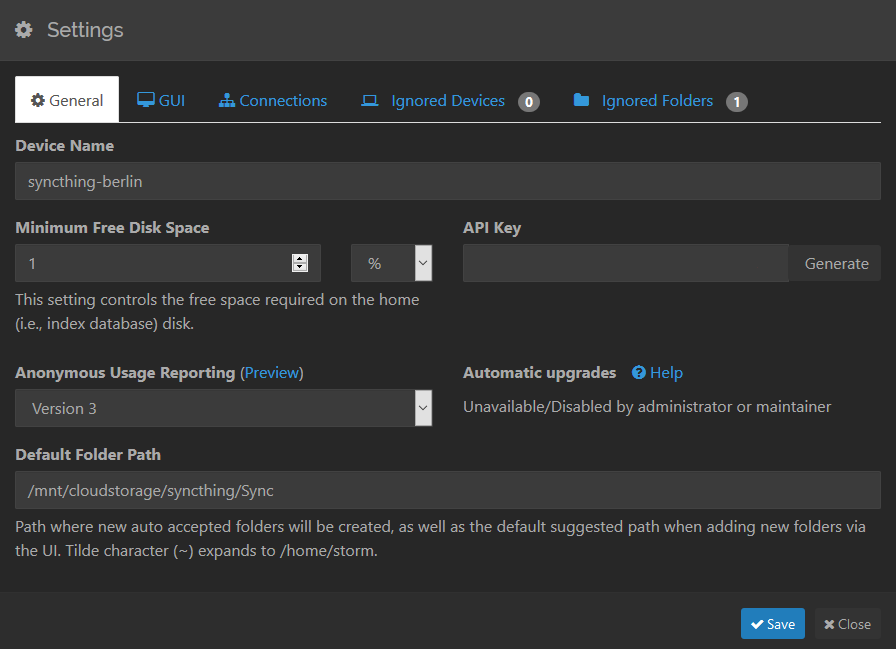 Settings
General GUI Connections Ignored Devices 0 Ignored Folders 1
Device Name
syncthing-berlin
Minimum Free Disk Space API Key
1 % Generate
This setting controls the free space required on the home
(i.e., index database) disk.
Anonymous Usage Reporting (Preview) Automatic upgrades Help
Version 3 Unavailable/Disabled by administrator or maintainer
Default Folder Path
/mnt/cloudstorage/syncthing/Sync
Path where new auto accepted folders will be created, as well as the default suggested path when adding new folders via
the UI. Tilde character (~) expands to /home/storm.
Save Close